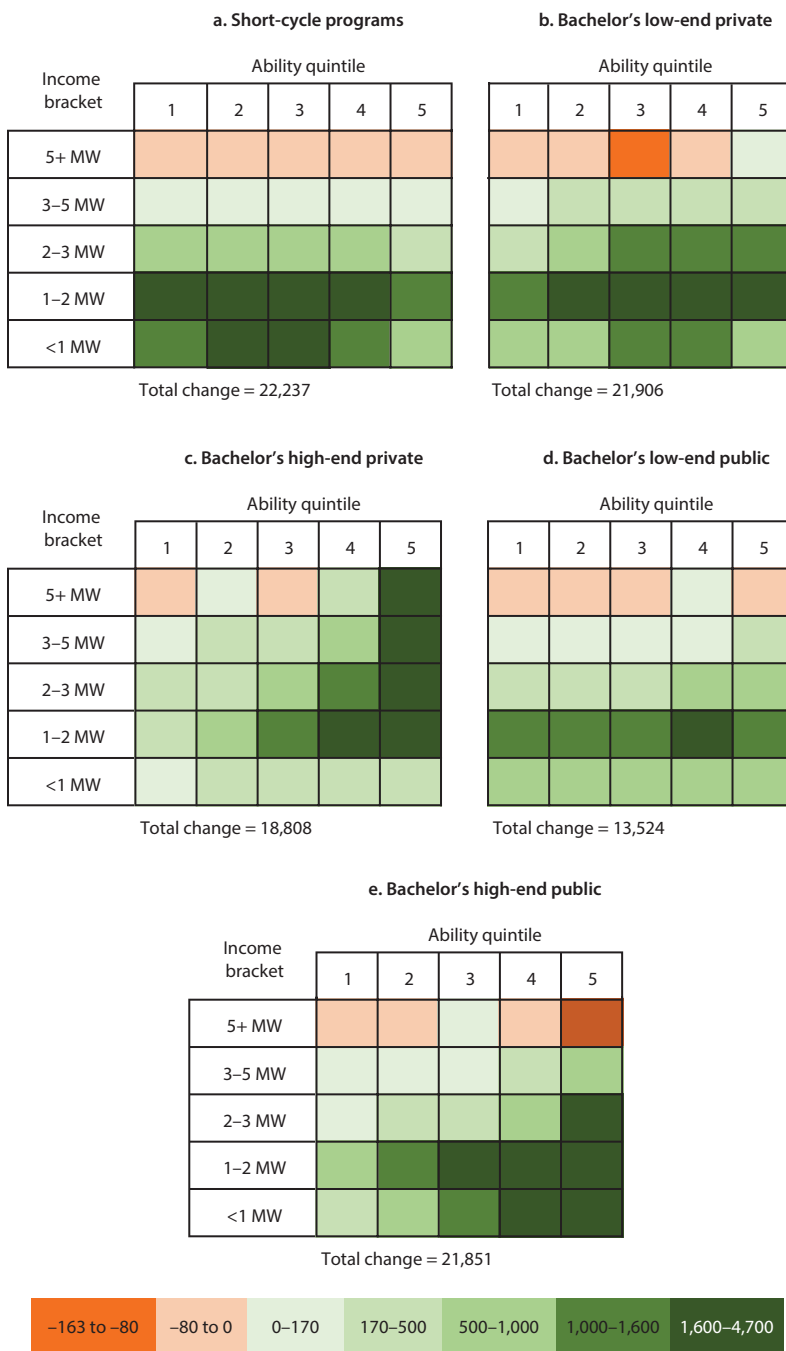 a. Short-cycle programs
b. Bachelor's low-end private
Income bracket
Ability quintile
Ability quintile
1 2 3 4 5
1 2 3 4 5
5+ MW
3–5 MW
2–3 MW
1–2 MW
<1 MW
Total change = 22,237
Total change = 21,906
c. Bachelor's high-end private
d. Bachelor's low-end public
Income bracket
Ability quintile
Ability quintile
1 2 3 4 5
1 2 3 4 5
5+ MW
3–5 MW
2–3 MW
1–2 MW
<1 MW
Total change = 18,808
Total change = 13,524
e. Bachelor's high-end public
Income bracket
Ability quintile
1 2 3 4 5
5+ MW
3–5 MW
2–3 MW
1–2 MW
<1 MW
Total change = 21,851
–163 to –80 –80 to 0 0–170 170–500 500–1,000 1,000–1,600 1,600–4,700